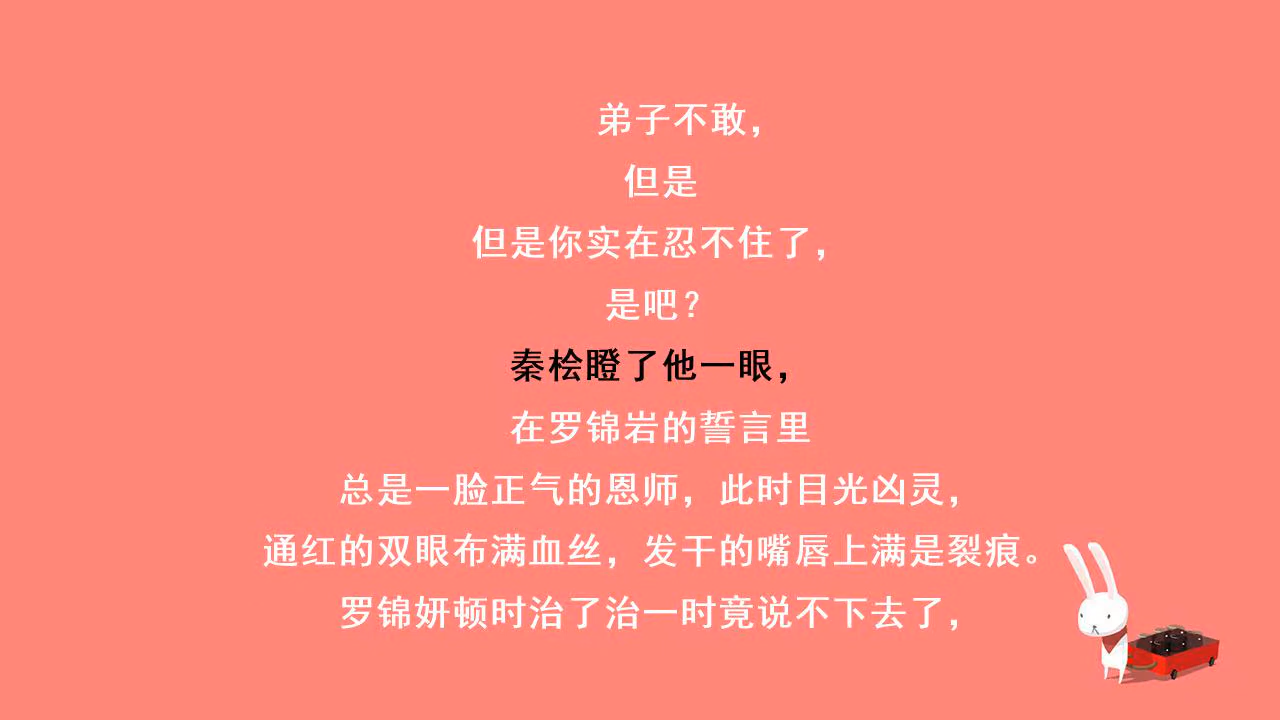 弟子不敢，
但是
但是你实在忍不住了，
是吧？
秦桧瞪了他一眼，
在罗锦岩的誓言里
总是一脸正气的恩师，此时目光凶灵，
通红的双眼布满血丝，发干的嘴唇上满是裂痕。
罗锦妍顿时治了治一时竟说不下去了，